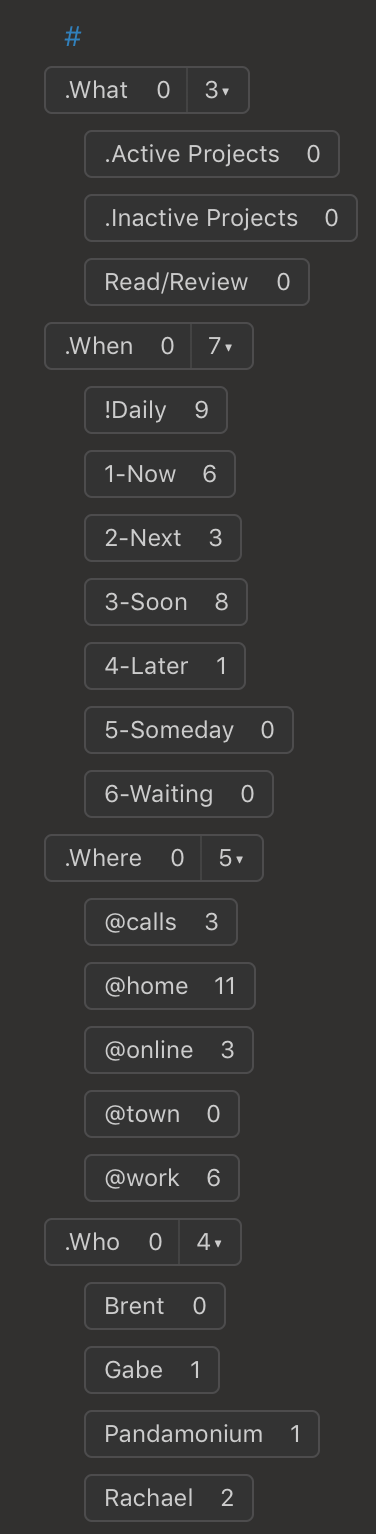 #
.What 0 3▾
.Active Projects 0
.Inactive Projects 0
Read/Review 0
.When 0 7▾
!Daily 9
1-Now 6
2-Next 3
3-Soon 8
4-Later 1
5-Someday 0
6-Waiting 0
.Where 0 5▾
@calls 3
@home 11
@online 3
@town 0
@work 6
.Who 0 4▾
Brent 0
Gabe 1
Pandamonium 1
Rachael 2